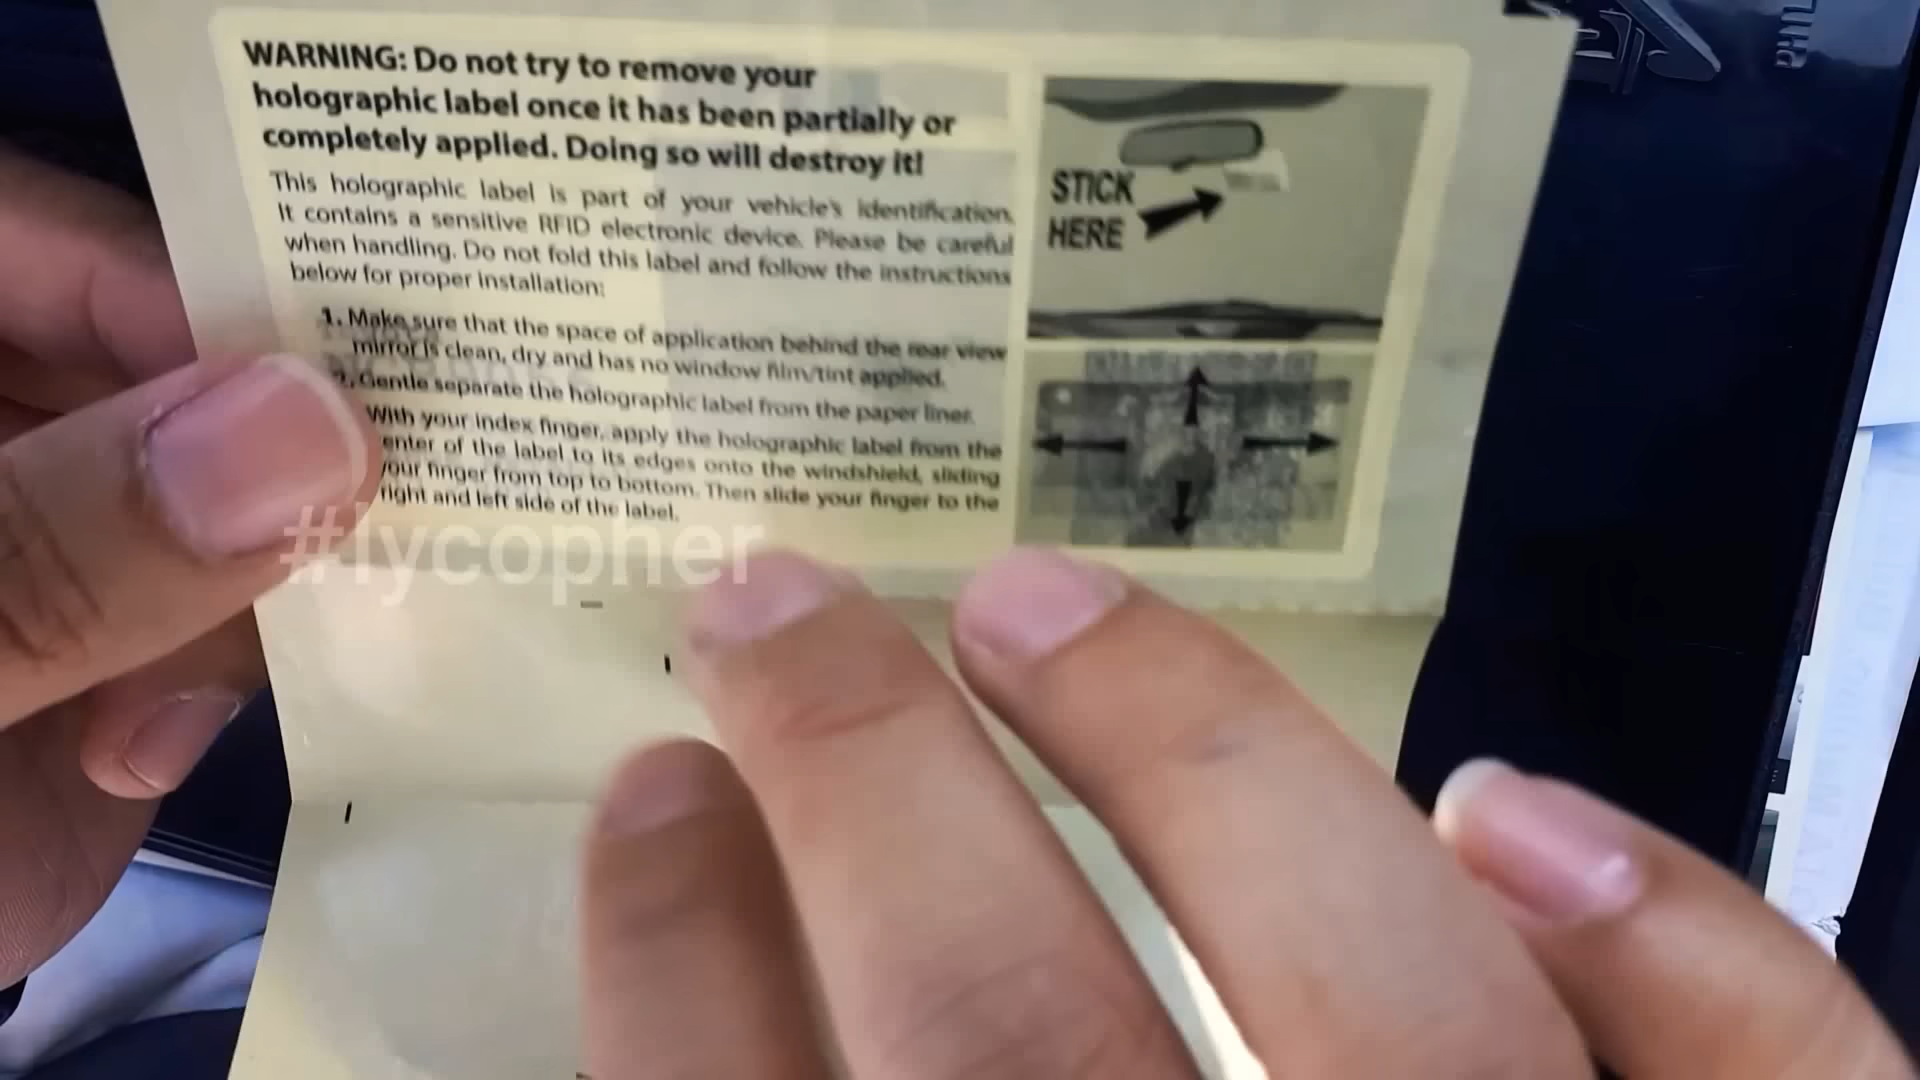 WARNING: Do not try to remove your
holographic label once it has been partially or
completely applied. Doing so will destroy it!
This holographic label is part of your vehicle's identification.
It contains a sensitive RFID electronic device. Please be careful
when handling. Do not fold this label and follow the instructions
below for proper installation:
1. Make sure that the space of application behind the rear view
mirror is clean, dry and has no window film/tint applied.
2. Gentle separate the holographic label from the paper liner.
With your index finger, apply the holographic label from the
enter of the label to its edges onto the windshield, sliding
your finger from top to bottom. Then slide your finger to the
right and left side of the label.
STICK
HERE
#lycopher
PHIL